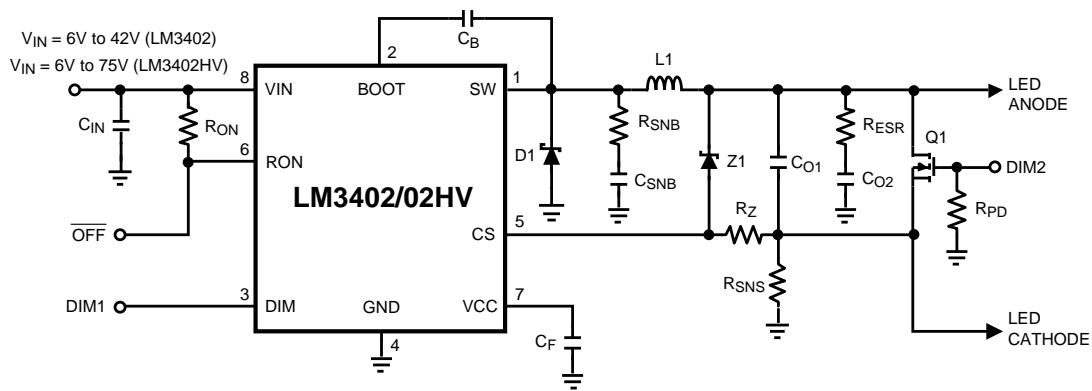 V_IN = 6V to 42V (LM3402)
V_IN = 6V to 75V (LM3402HV)
C_B
2
L1
8
VIN
BOOT
SW
1
LED
ANODE
C_IN
R_ON
R_SNB
R_ESR
Q1
6
RON
D1
Z1
C_O1
DIM2
C_SNB
C_O2
LM3402/02HV
R_PD
R_Z
5
CS
OFF
R_SNS
DIM1
3
DIM
GND
VCC
7
4
C_F
LED
CATHODE